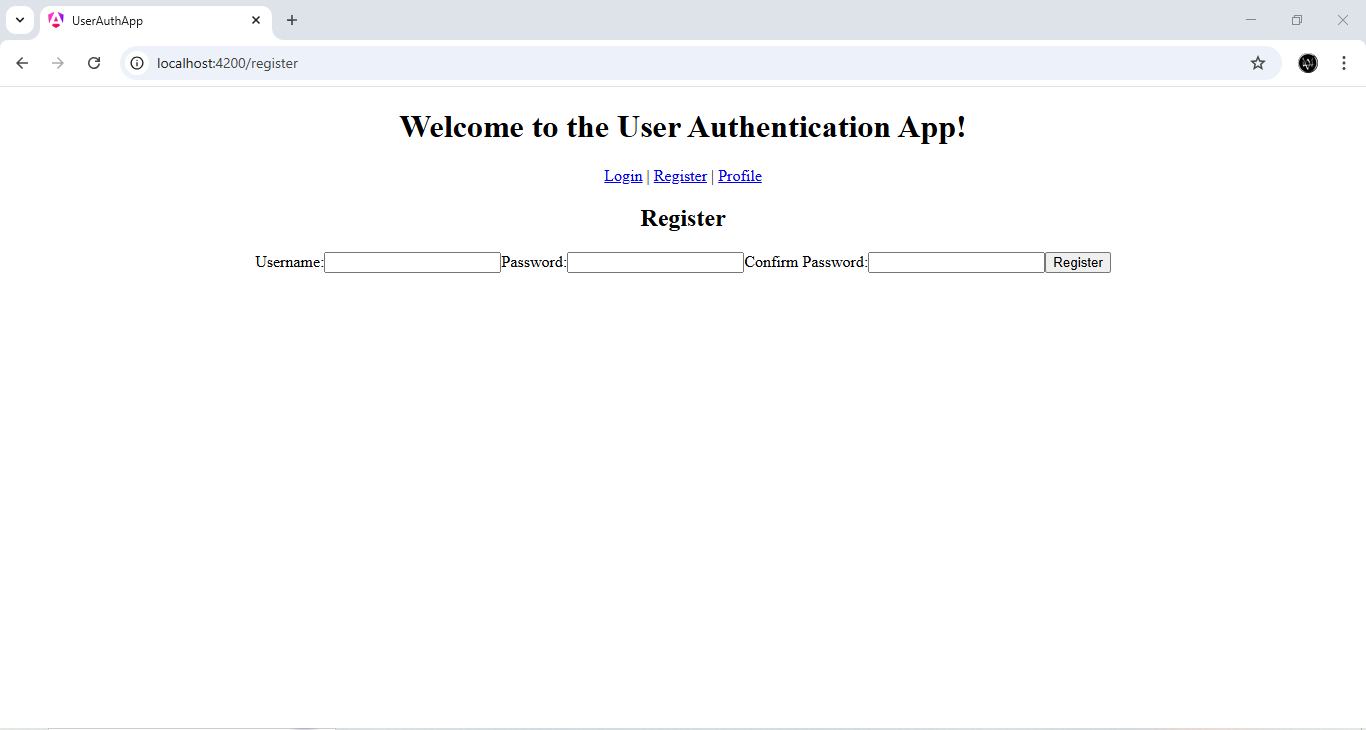 UserAuthApp
localhost:4200/register
Welcome to the User Authentication App!
Login | Register | Profile
Register
Username: Password: Confirm Password: Register